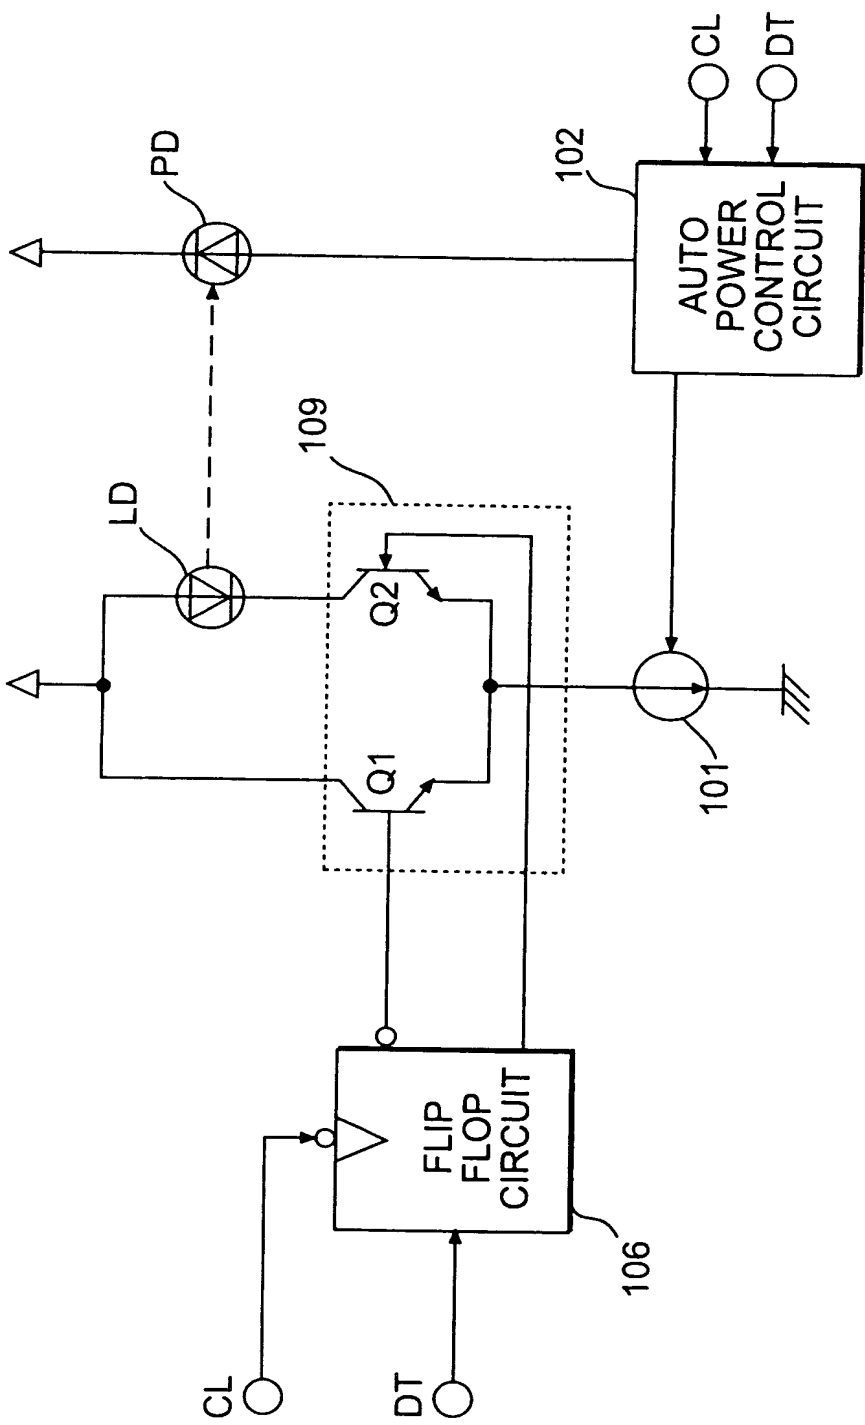 CL
DT
FLIP
FLOP
CIRCUIT
106
Q1
Q2
109
LD
PD
101
102
AUTO
POWER
CONTROL
CIRCUIT
CL
DT